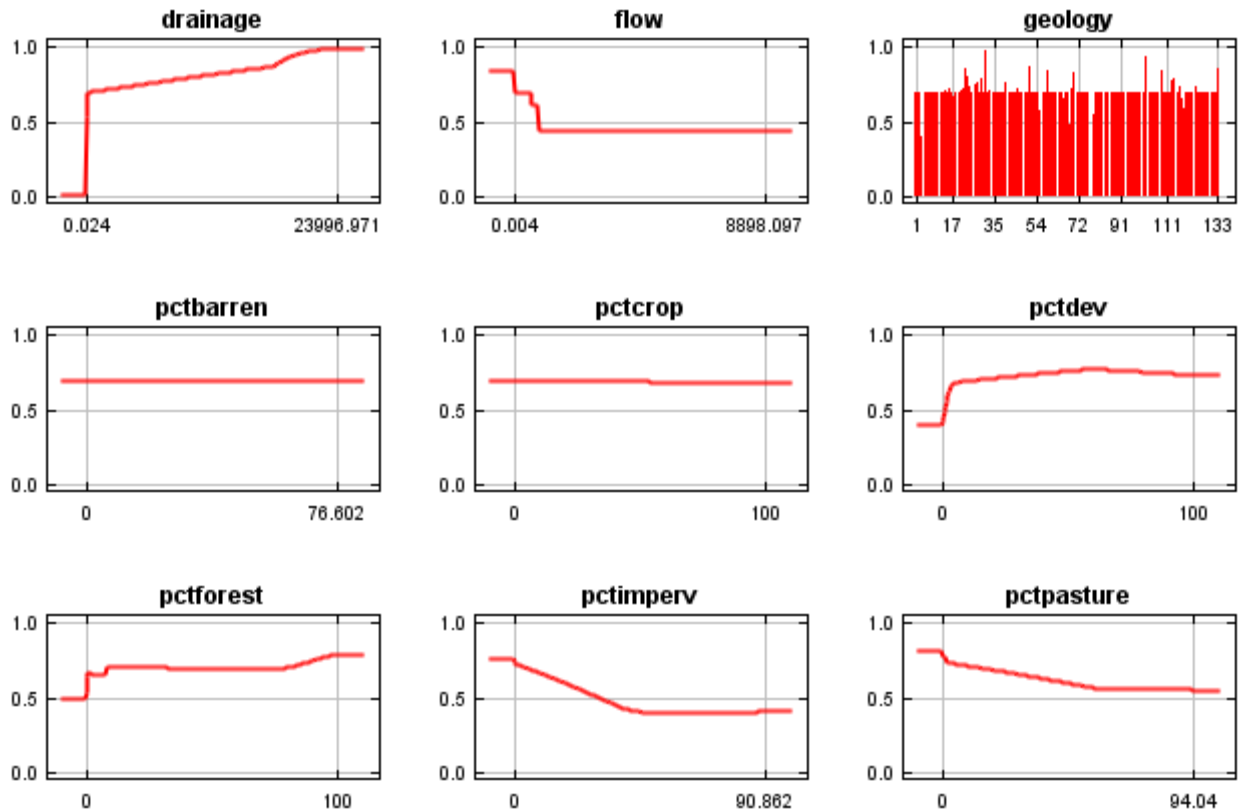 drainage flow geology
1.0 1.0 1.0
0.5 0.5 0.5
0.0 0.0 0.0
0.024 23996.971 0.004 8898.097 1 17 35 54 72 91 111 133
pctbarren pctcrop pctdev
1.0 1.0 1.0
0.5 0.5 0.5
0.0 0.0 0.0
0 76.602 0 100 0 100
pctforest pctimperv pctpasture
1.0 1.0 1.0
0.5 0.5 0.5
0.0 0.0 0.0
0 100 0 90.862 0 94.04